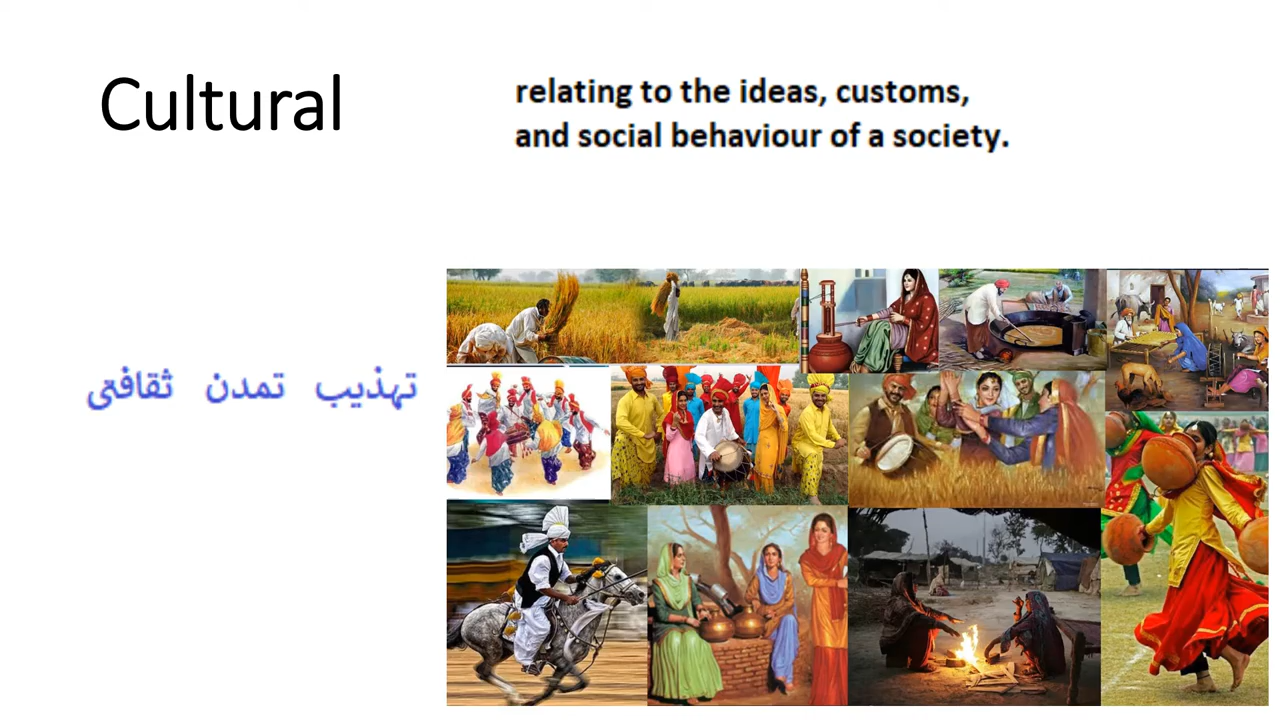 Cultural
relating to the ideas, customs,
and social behaviour of a society.
تہذیب تمدن ثقافتی